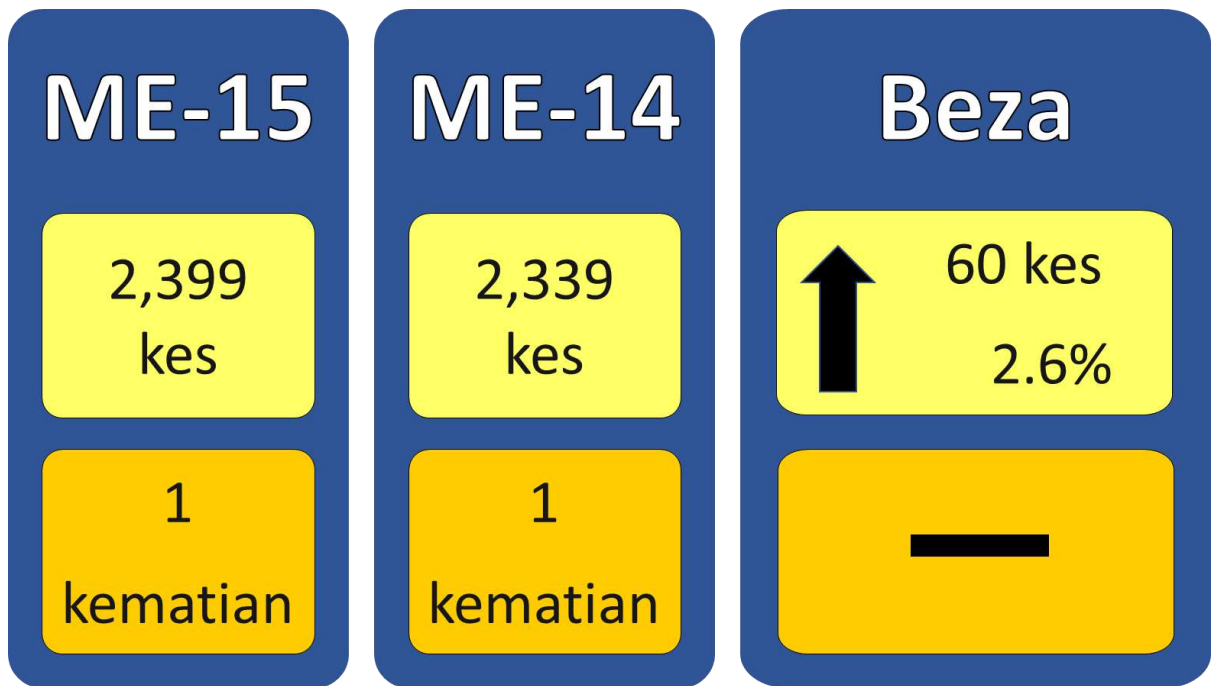 ME-15
2,399
kes
1
kematian
ME-14
2,339
kes
1
kematian
Beza
60 kes
2.6%